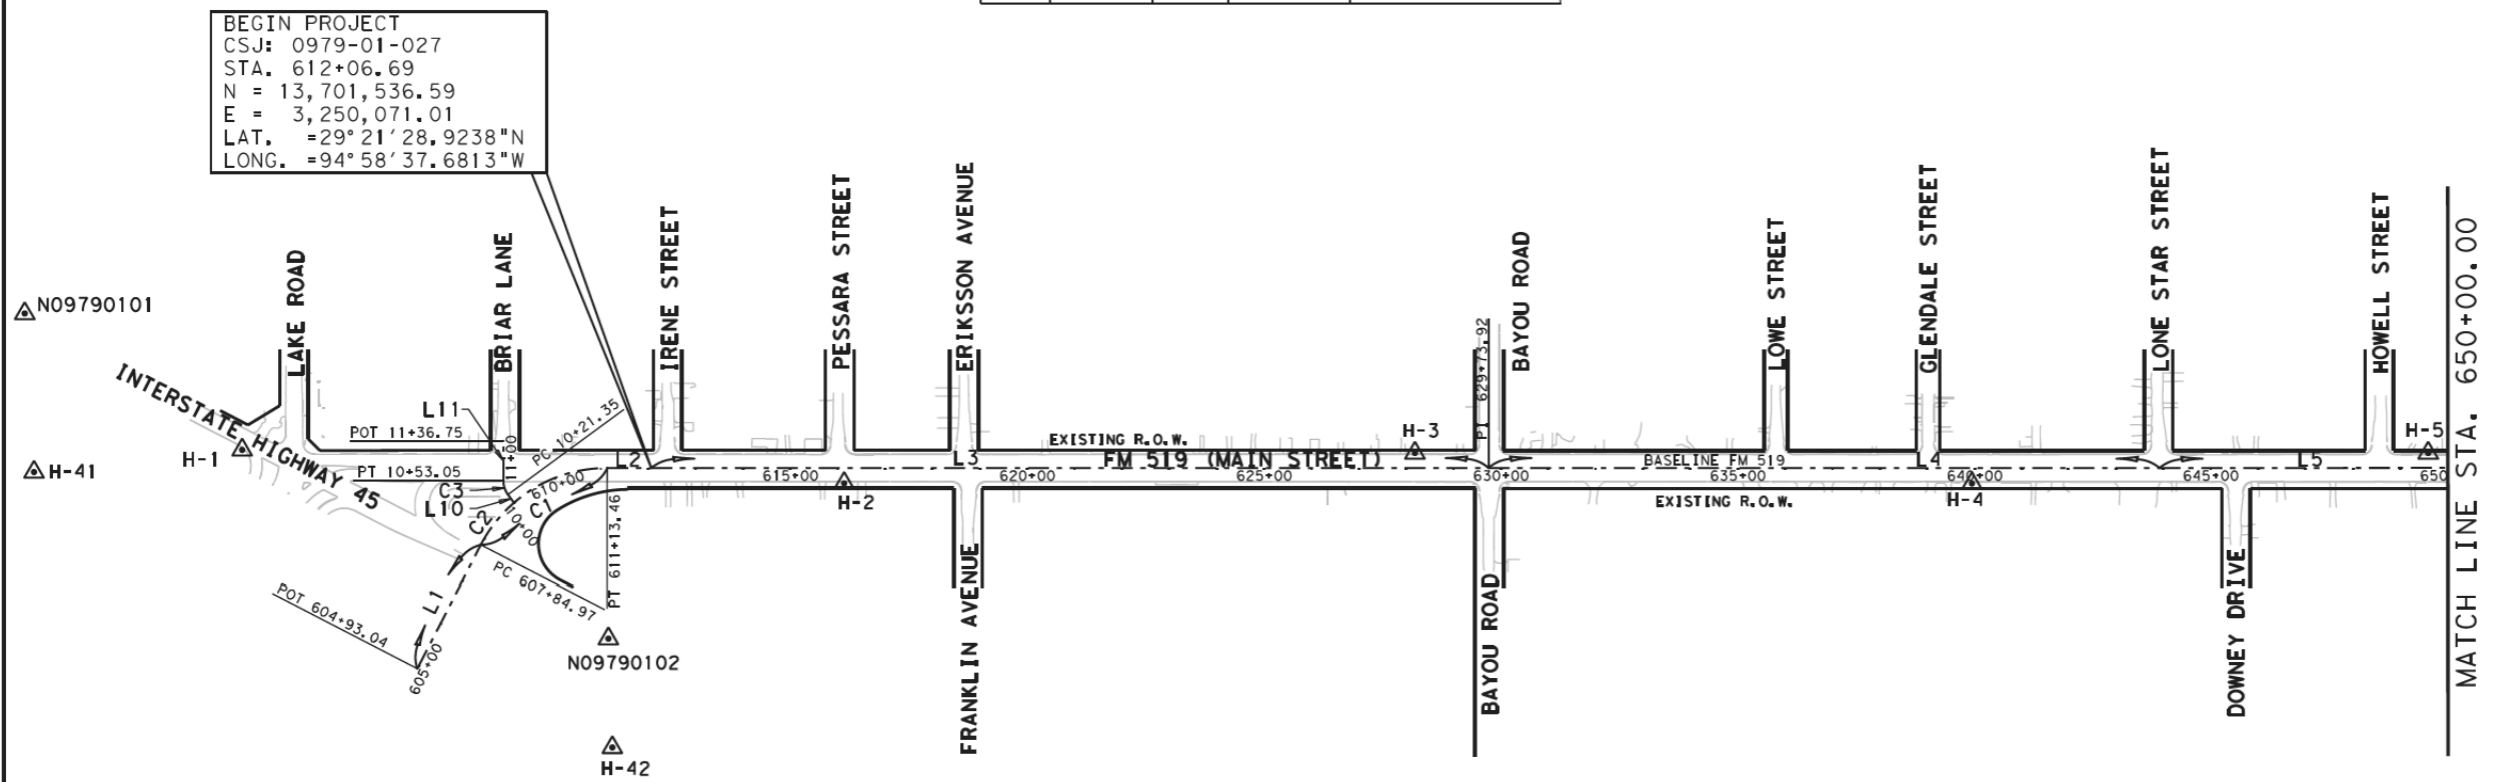 BEGIN PROJECT
CSJ: 0979-01-027
STA. 612+06.69
N = 13,701,536.59
E = 3,250,071.01
LAT. =29°21'28.9238"N
LONG. =94°58'37.6813"W
N09790101
H-41
INTERSTATE HIGHWAY 45
H-1
LAKE ROAD
BRIAR LANE
IRENE STREET
PESSARA STREET
ERIKSSON AVENUE
BAYOU ROAD
LOWE STREET
GLENDALE STREET
LONE STAR STREET
HOWELL STREET
L11
POT 11+36.75
PT 10+53.05
C3
L10
11+00
PC 10+21.35
610+00
C1
C2
10+00
L2
L1
POT 604+93.04
605+00
PC 607+84.97
PT 611+13.46
N09790102
H-42
615+00
H-2
L3
620+00
EXISTING R.O.W.
FM 519 (MAIN STREET)
625+00
H-3
PI 629+73.92
630+00
BASELINE FM 519
635+00
EXISTING R.O.W.
L4
640+00
H-4
645+00
L5
H-5
650
FRANKLIN AVENUE
BAYOU ROAD
DOWNEY DRIVE
MATCH LINE STA. 650+00.00